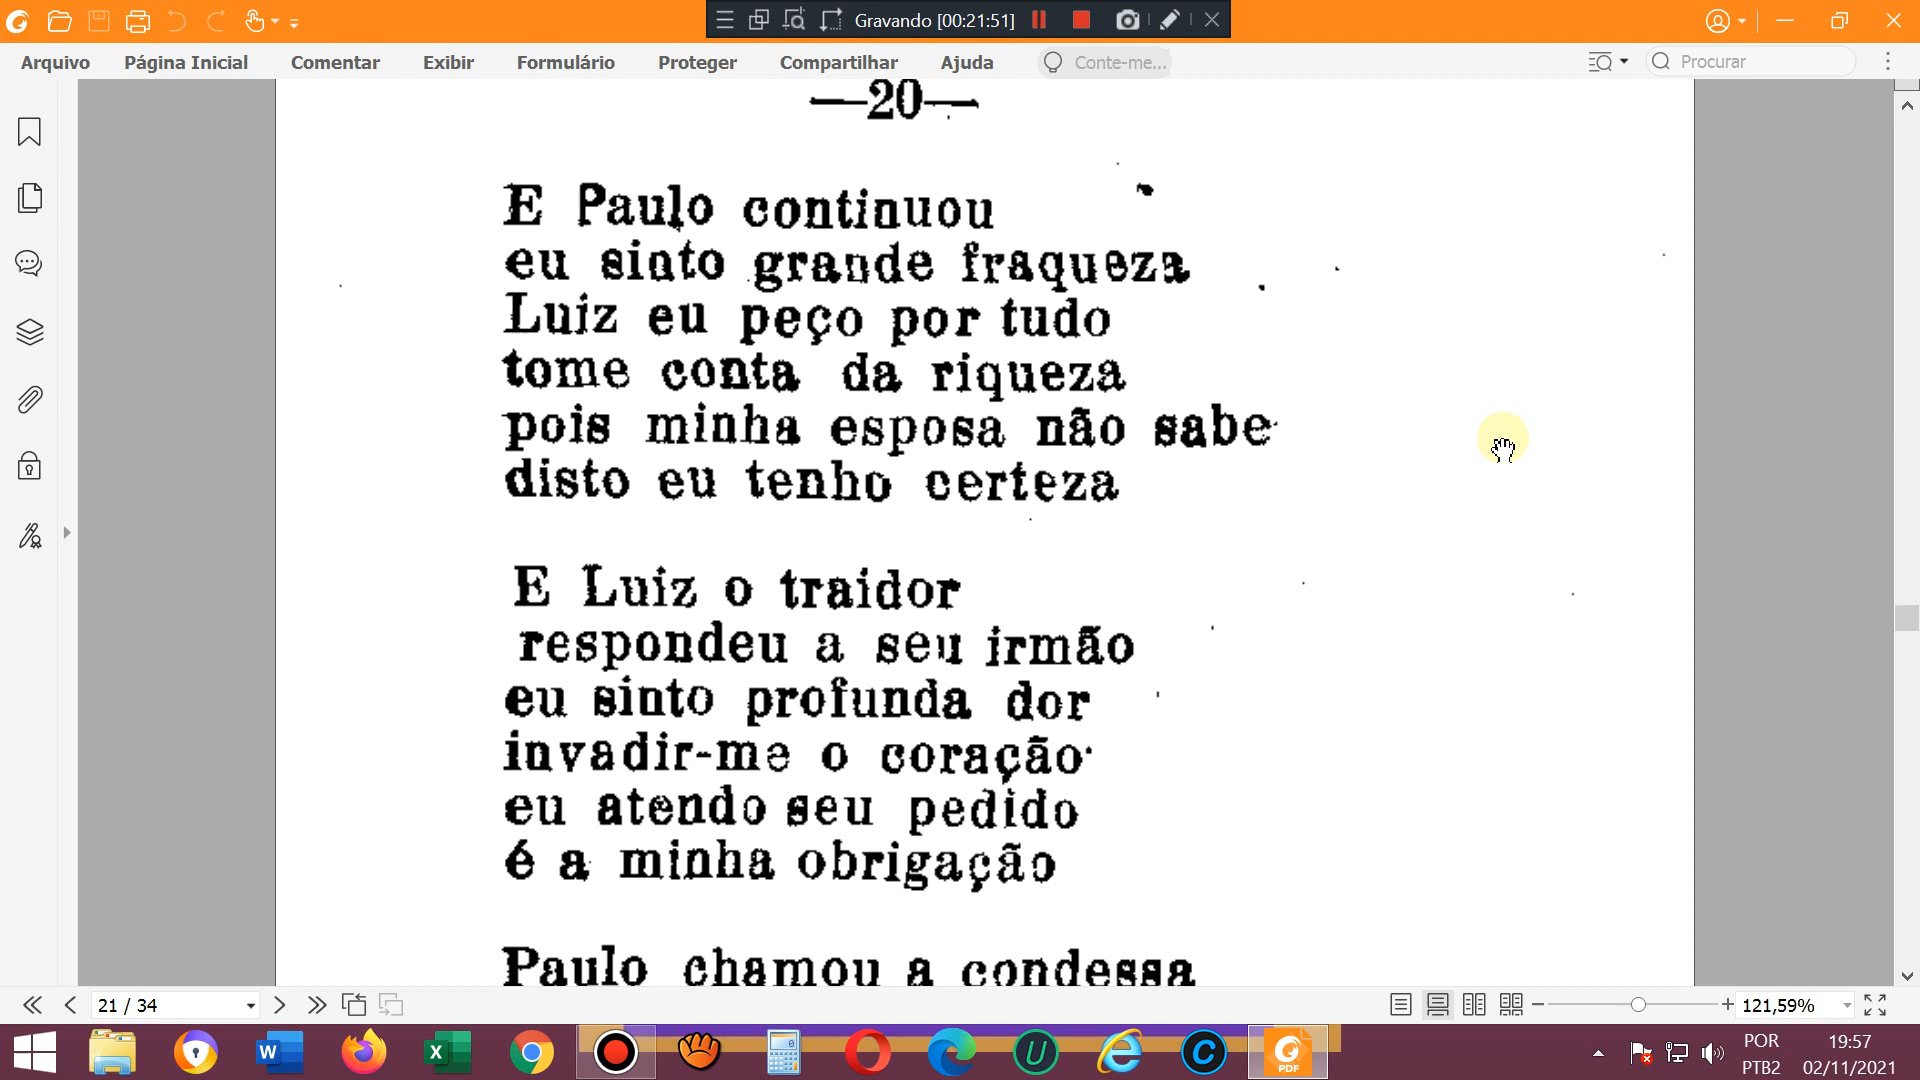 Gravando [00:21:51]
Arquivo Página Inicial Comentar Exibir Formulário Proteger Compartilhar Ajuda Conte-me... Procurar
—20—
E Paulo continuou
eu sinto grande fraqueza
Luiz eu peço por tudo
tome conta da riqueza
pois minha esposa não sabe
disto eu tenho certeza
E Luiz o traidor
respondeu a seu irmão
eu sinto profunda dor
invadir-me o coração
eu atendo seu pedido
é a minha obrigação
Paulo chamou a condessa
21 / 34
121,59%
POR 19:57
PTB2 02/11/2021